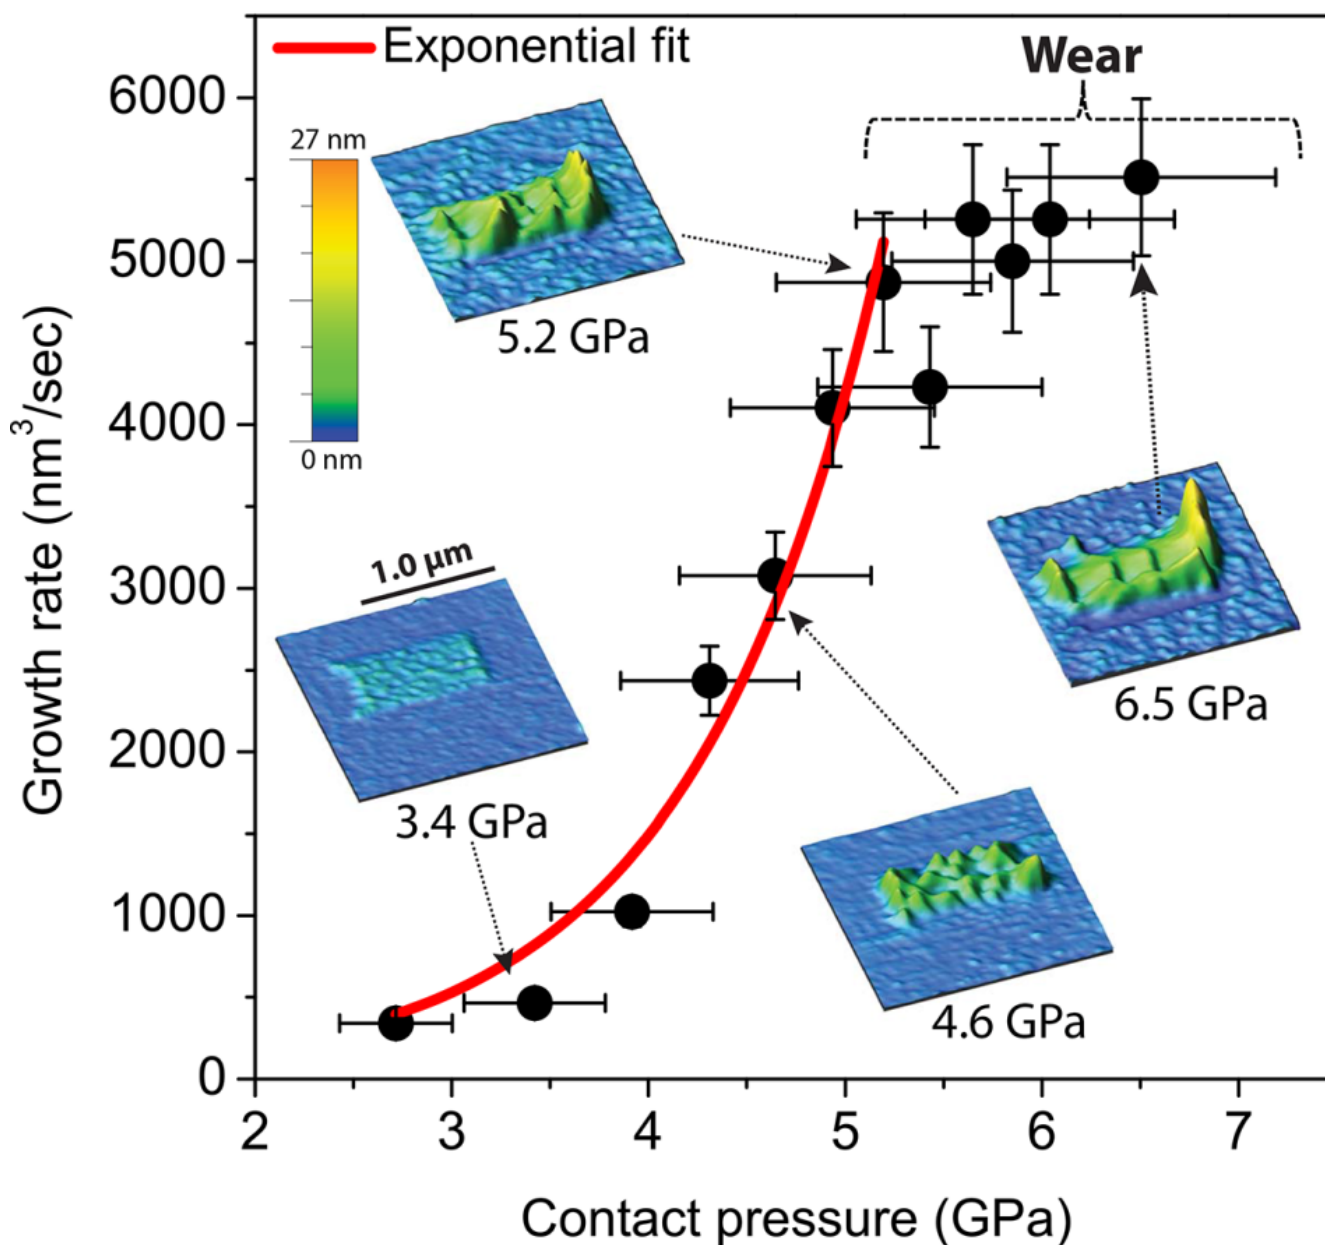 Exponential fit
Wear
27 nm
0 nm
5.2 GPa
1.0 μm
3.4 GPa
6.5 GPa
4.6 GPa
Growth rate (nm³/sec)
6000
5000
4000
3000
2000
1000
0
2 3 4 5 6 7
Contact pressure (GPa)